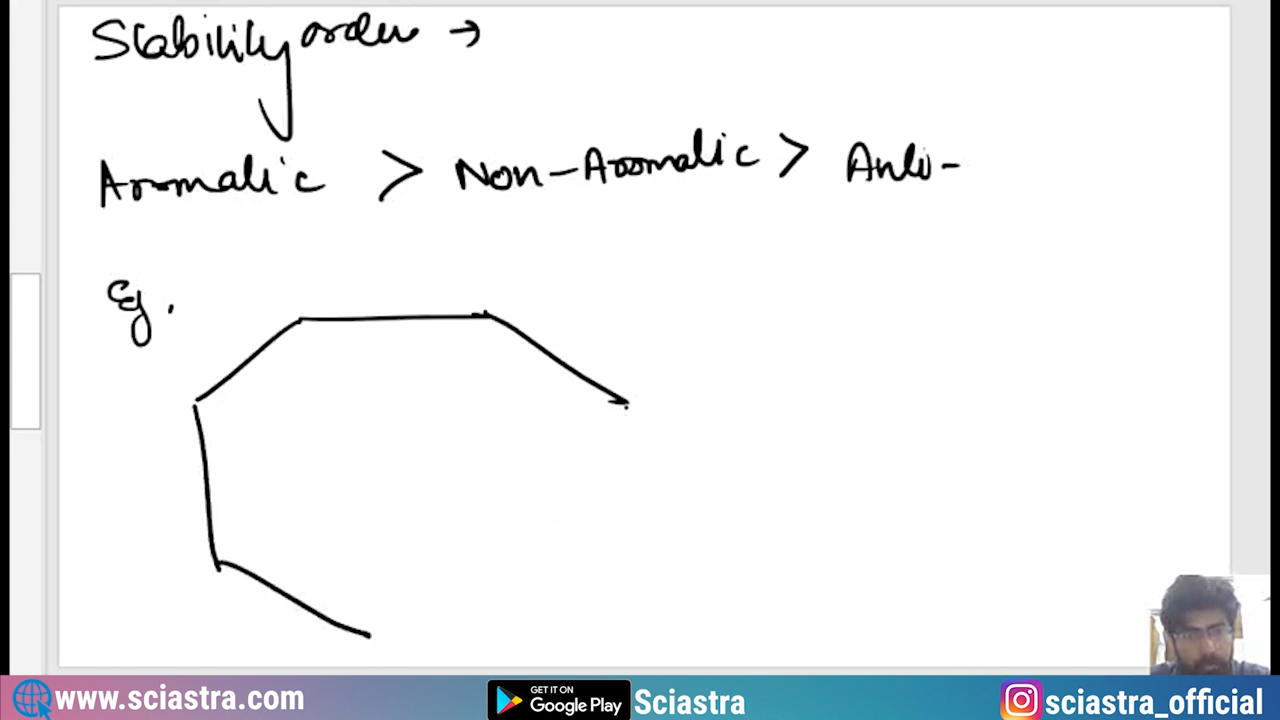 Stability order →
Aromatic > Non-Aromatic > Anti-
Eg.
www.sciastra.com
GET IT ON
Google Play
Sciastra
sciastra_official